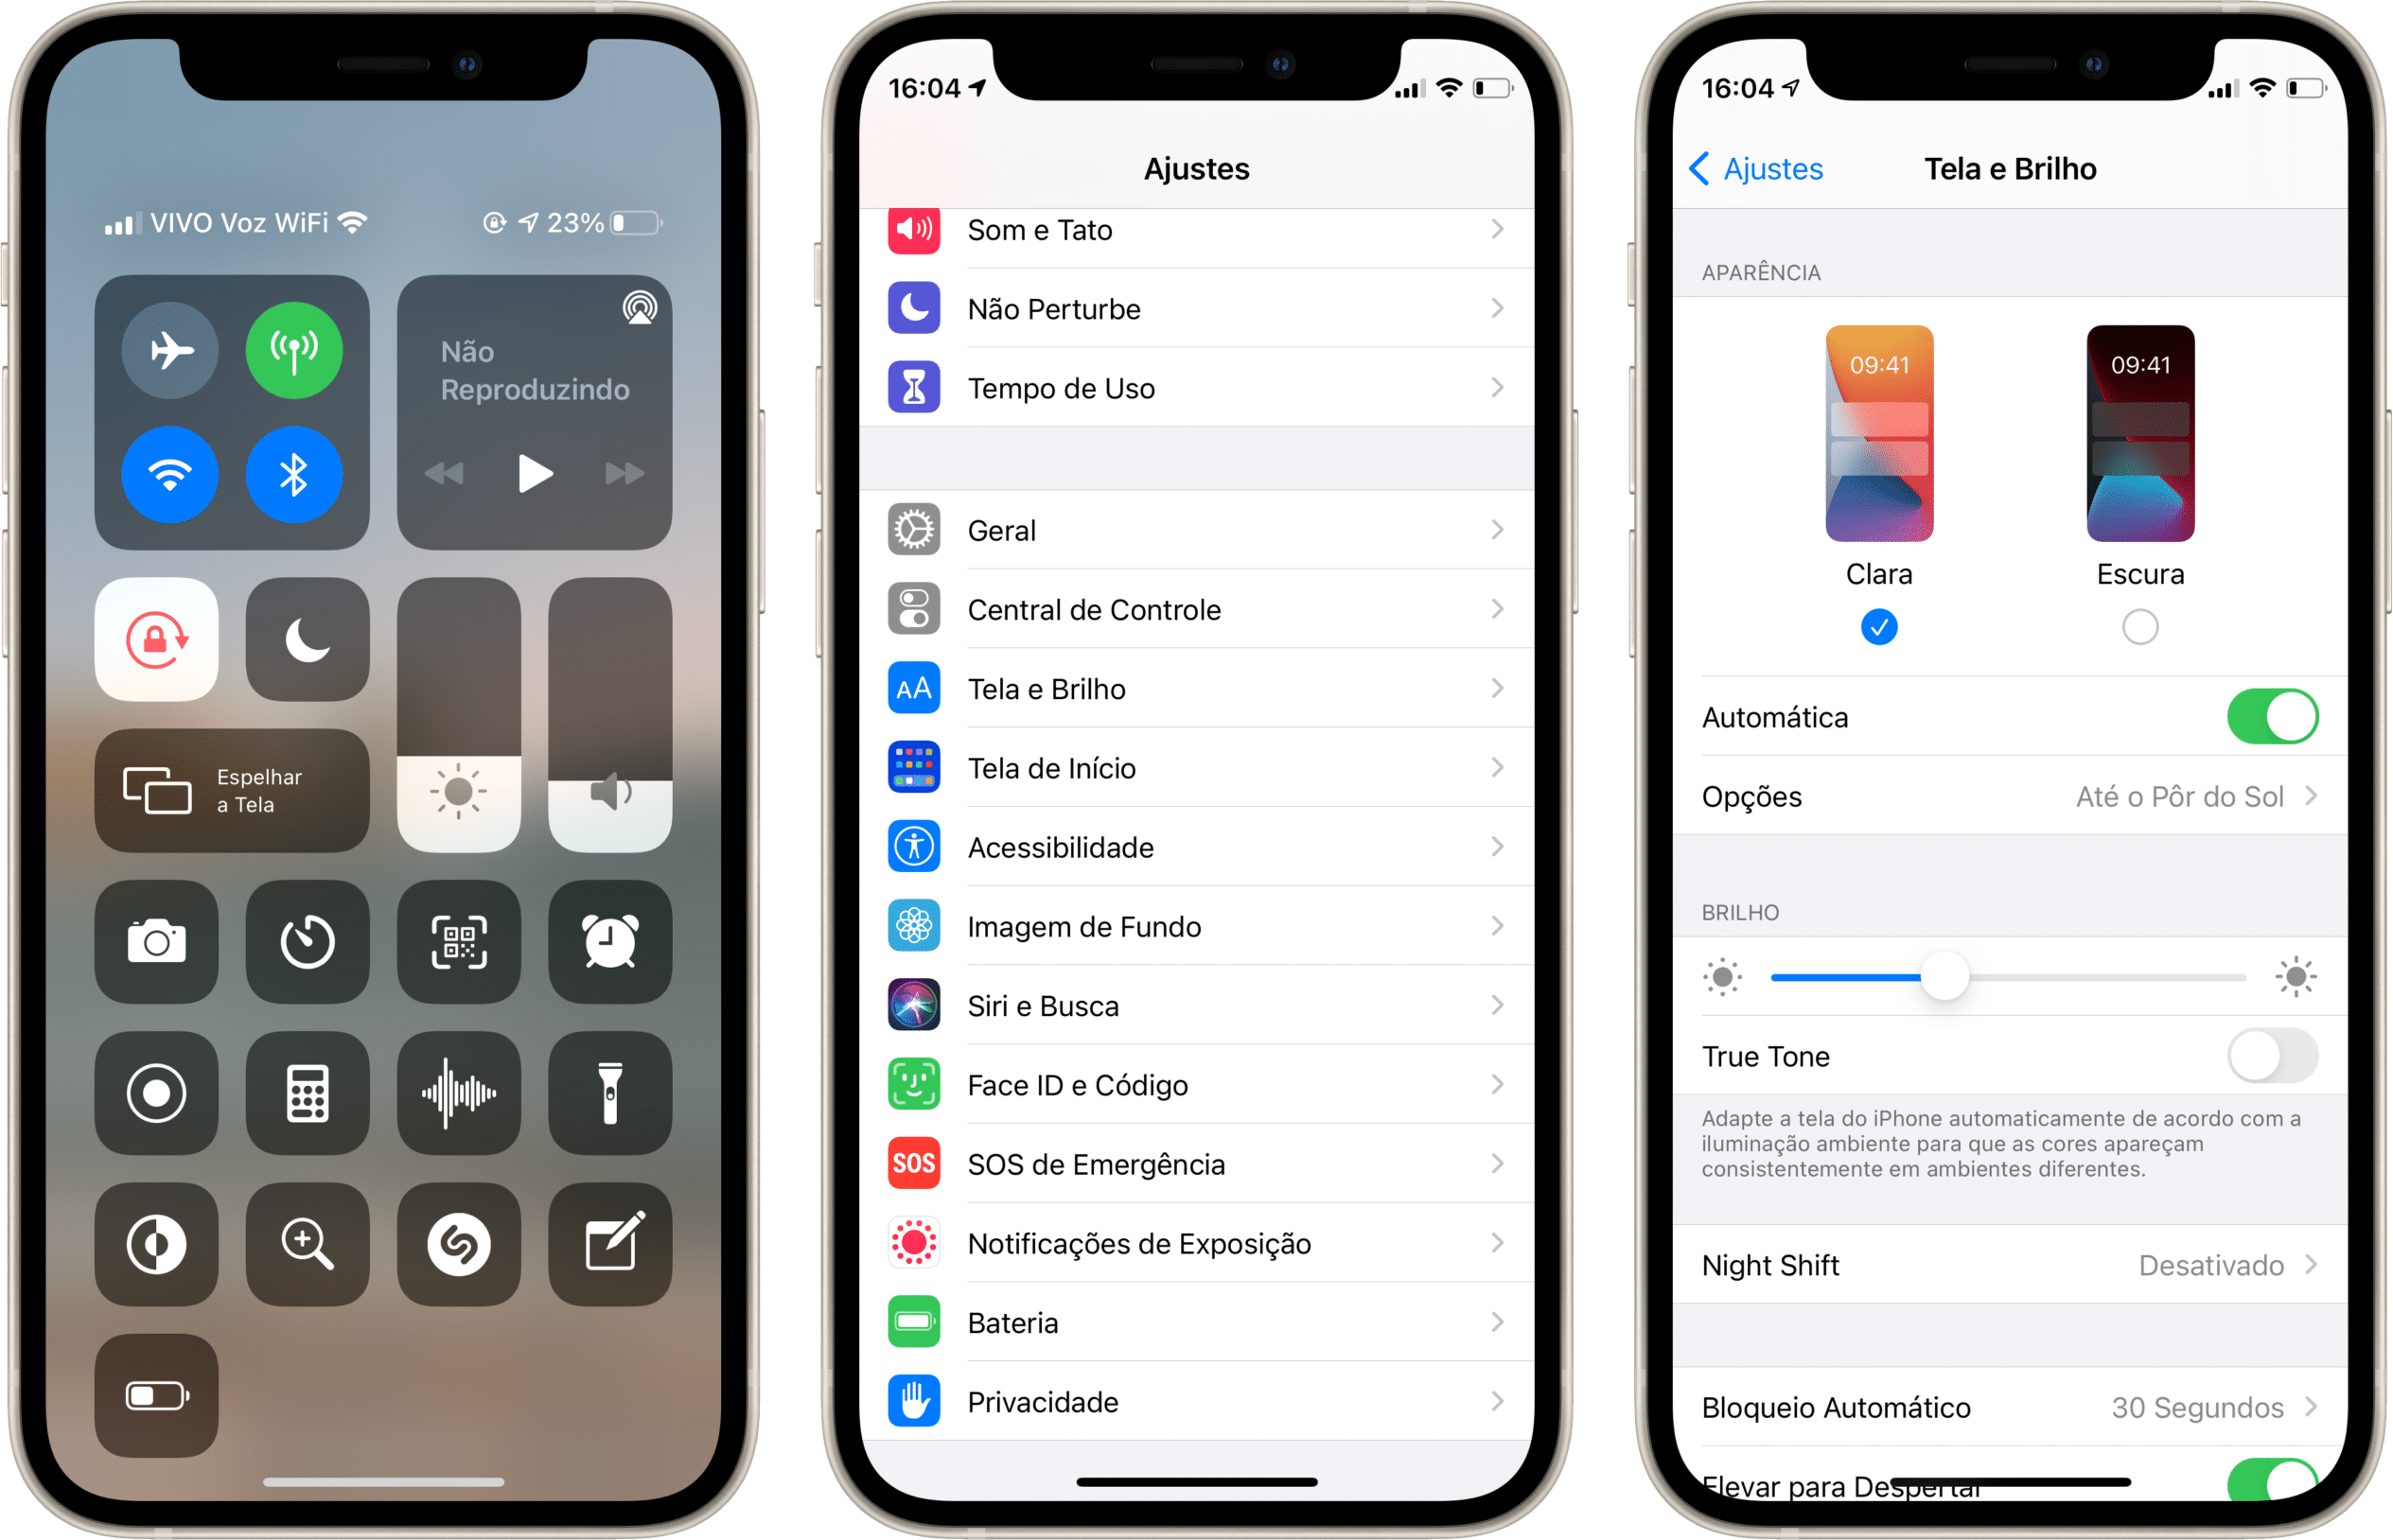 VIVO Voz WiFi
23%
Não
Reproduzindo
Espelhar
a Tela
16:04
Ajustes
Som e Tato
Não Perturbe
Tempo de Uso
Geral
Central de Controle
AA Tela e Brilho
Tela de Início
Acessibilidade
Imagem de Fundo
Siri e Busca
Face ID e Código
SOS SOS de Emergência
Notificações de Exposição
Bateria
Privacidade
16:04
Ajustes
Tela e Brilho
APARÊNCIA
09:41
09:41
Clara
Escura
Automática
Opções
Até o Pôr do Sol
BRILHO
True Tone
Adapte a tela do iPhone automaticamente de acordo com a
iluminação ambiente para que as cores apareçam
consistentemente em ambientes diferentes.
Night Shift
Desativado
Bloqueio Automático
30 Segundos
Elevar para Despertar